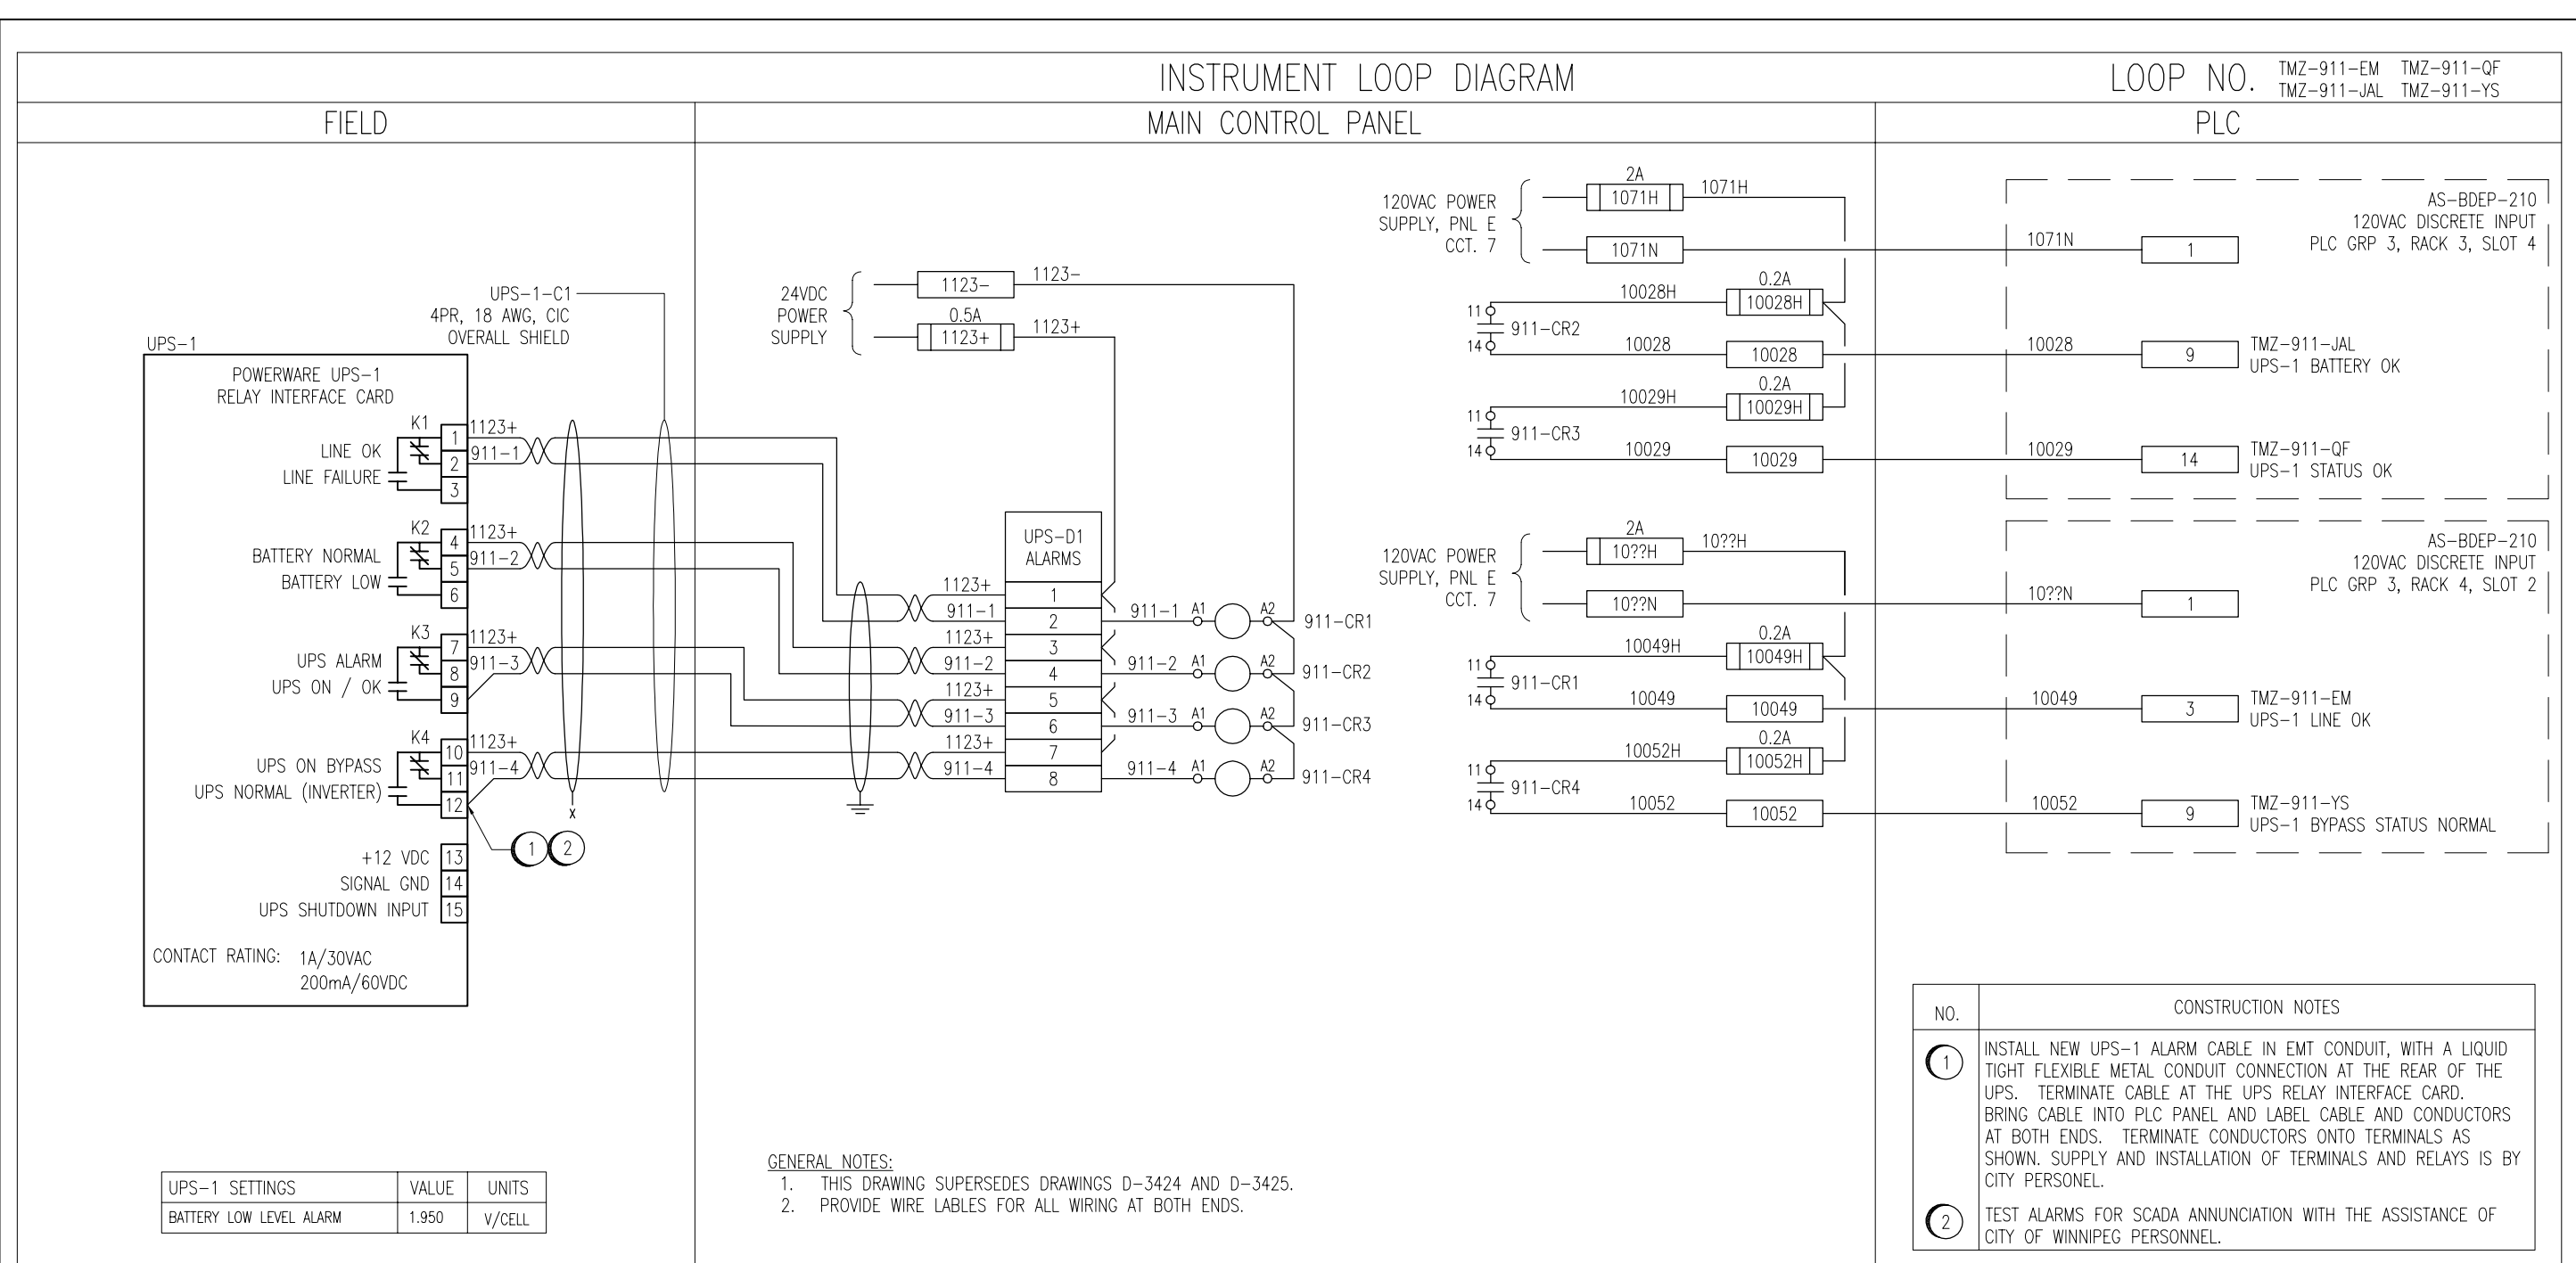 INSTRUMENT LOOP DIAGRAM
LOOP NO.
TMZ-911-EM TMZ-911-QF
TMZ-911-JAL TMZ-911-YS
FIELD
MAIN CONTROL PANEL
PLC
UPS-1-C1
4PR, 18 AWG, CIC
OVERALL SHIELD
UPS-1
POWERWARE UPS-1
RELAY INTERFACE CARD
K1
LINE OK
LINE FAILURE
1
2
3
1123+
911-1
K2
BATTERY NORMAL
BATTERY LOW
4
5
6
1123+
911-2
K3
UPS ALARM
UPS ON / OK
7
8
9
1123+
911-3
K4
UPS ON BYPASS
UPS NORMAL (INVERTER)
10
11
12
1123+
911-4
X
1
2
+12 VDC 13
SIGNAL GND 14
UPS SHUTDOWN INPUT 15
CONTACT RATING: 1A/30VAC
200mA/60VDC
UPS-1 SETTINGS VALUE UNITS
BATTERY LOW LEVEL ALARM 1.950 V/CELL
24VDC
POWER
SUPPLY
1123- 1123-
0.5A
1123+ 1123+
UPS-D1
ALARMS
1123+ 1
911-1 2 911-1 A1 A2 911-CR1
1123+ 3
911-2 4 911-2 A1 A2 911-CR2
1123+ 5
911-3 6 911-3 A1 A2 911-CR3
1123+ 7
911-4 8 911-4 A1 A2 911-CR4
GENERAL NOTES:
1. THIS DRAWING SUPERSEDES DRAWINGS D-3424 AND D-3425.
2. PROVIDE WIRE LABLES FOR ALL WIRING AT BOTH ENDS.
120VAC POWER
SUPPLY, PNL E
CCT. 7
2A
1071H 1071H
1071N
0.2A
10028H 10028H
11
911-CR2
14
10028 10028
0.2A
10029H 10029H
11
911-CR3
14
10029 10029
120VAC POWER
SUPPLY, PNL E
CCT. 7
2A
10??H 10??H
10??N
0.2A
10049H 10049H
11
911-CR1
14
10049 10049
0.2A
10052H 10052H
11
911-CR4
14
10052 10052
AS-BDEP-210
120VAC DISCRETE INPUT
PLC GRP 3, RACK 3, SLOT 4
1071N 1
10028 9 TMZ-911-JAL
UPS-1 BATTERY OK
10029 14 TMZ-911-QF
UPS-1 STATUS OK
AS-BDEP-210
120VAC DISCRETE INPUT
PLC GRP 3, RACK 4, SLOT 2
10??N 1
10049 3 TMZ-911-EM
UPS-1 LINE OK
10052 9 TMZ-911-YS
UPS-1 BYPASS STATUS NORMAL
NO. CONSTRUCTION NOTES
1 INSTALL NEW UPS-1 ALARM CABLE IN EMT CONDUIT, WITH A LIQUID
TIGHT FLEXIBLE METAL CONDUIT CONNECTION AT THE REAR OF THE
UPS. TERMINATE CABLE AT THE UPS RELAY INTERFACE CARD.
BRING CABLE INTO PLC PANEL AND LABEL CABLE AND CONDUCTORS
AT BOTH ENDS. TERMINATE CONDUCTORS ONTO TERMINALS AS
SHOWN. SUPPLY AND INSTALLATION OF TERMINALS AND RELAYS IS BY
CITY PERSONEL.
2 TEST ALARMS FOR SCADA ANNUNCIATION WITH THE ASSISTANCE OF
CITY OF WINNIPEG PERSONNEL.